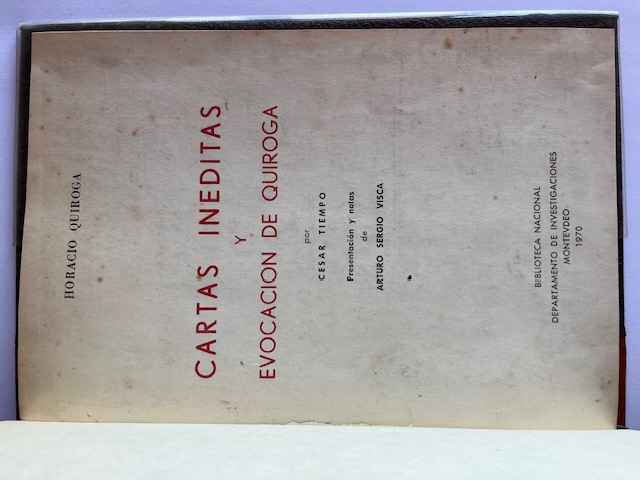 HORACIO QUIROGA
CARTAS INEDITAS
Y
EVOCACION DE QUIROGA
por
CESAR TIEMPO
Presentación y notas
de
ARTURO SERGIO VISCA
BIBLIOTECA NACIONAL
DEPARTAMENTO DE INVESTIGACIONES
MONTEVDEO
1970